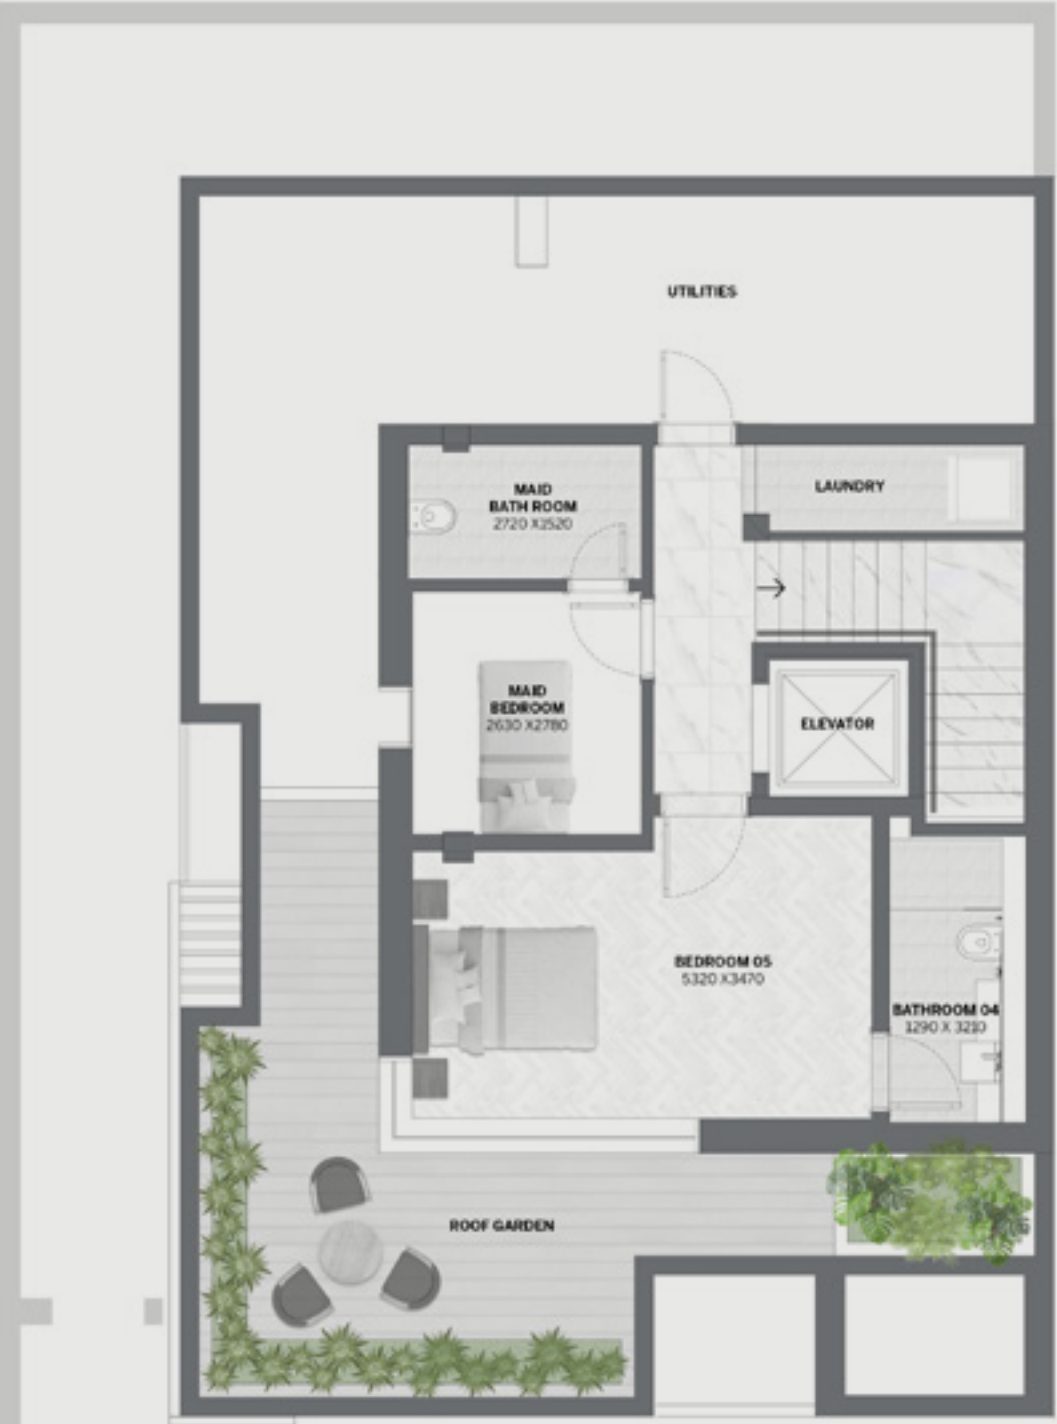 UTILITIES
LAUNDRY
MAID
BATH ROOM
2720 X1520
MAID
BEDROOM
2630 X2780
ELEVATOR
BEDROOM 05
5320 X3470
BATHROOM 04
1290 X 3210
ROOF GARDEN